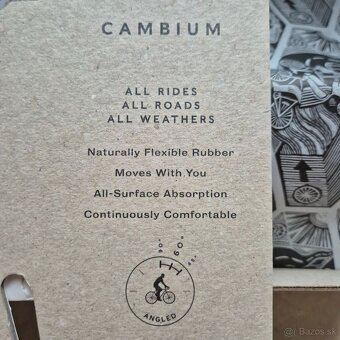 CAMBIUM
ALL RIDES
ALL ROADS
ALL WEATHERS
Naturally Flexible Rubber
Moves With You
All-Surface Absorption
Continuously Comfortable
60°
ANGLED
Bazos.sk